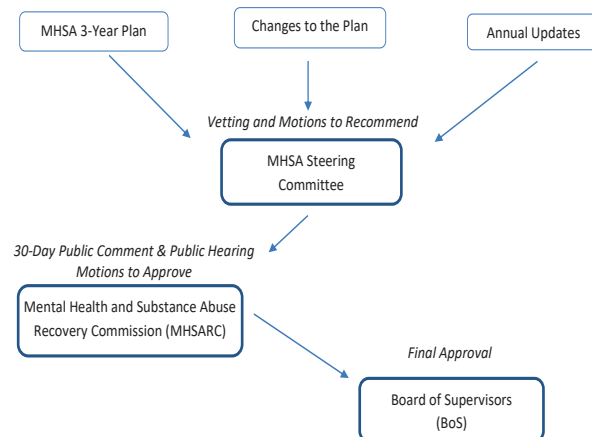 MHSA 3-Year Plan
Changes to the Plan
Annual Updates
Vetting and Motions to Recommend
MHSA Steering
Committee
30-Day Public Comment & Public Hearing
Motions to Approve
Mental Health and Substance Abuse
Recovery Commission (MHSARC)
Final Approval
Board of Supervisors
(BoS)